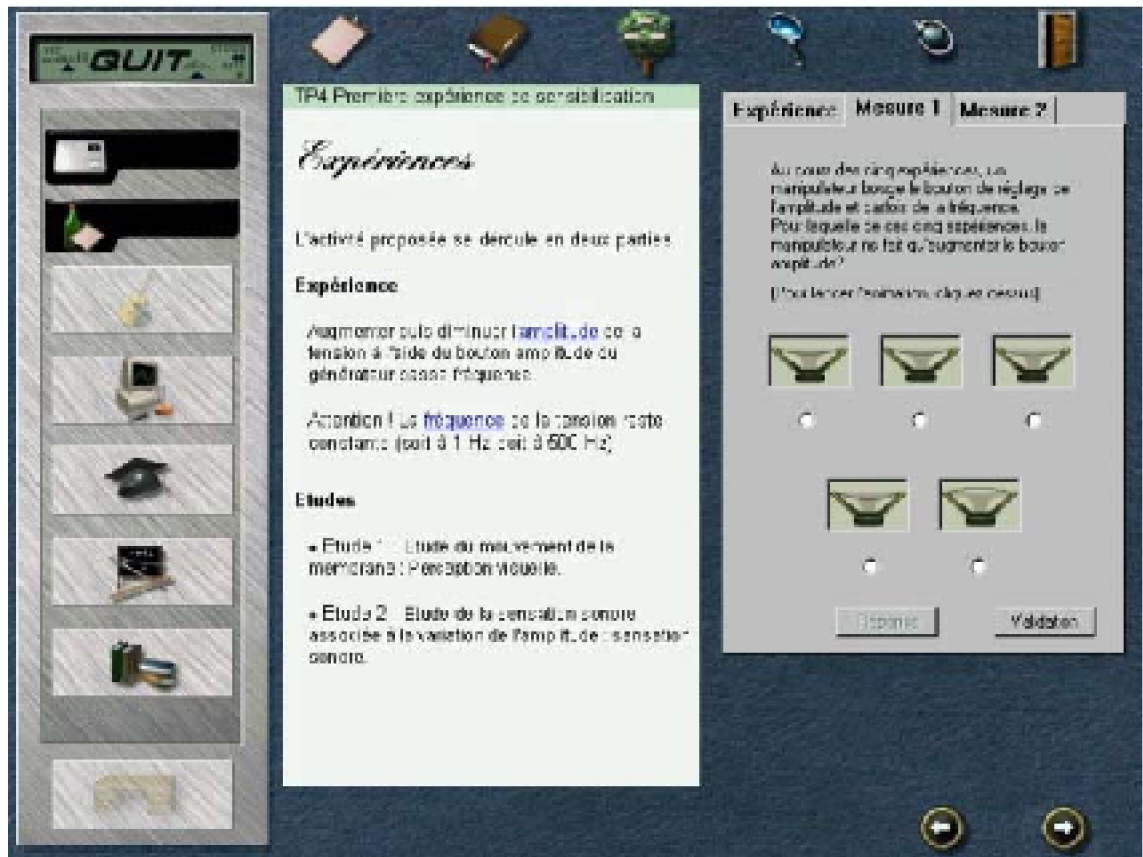 QUIT
TP4 Première expérience de sensibilisation
Expériences
L'activité proposée se déroule en deux parties
Expérience
Augmenter puis diminuer l'amplitude de la
tension à l'aide du bouton amplitude du
générateur basse fréquence.
Attention ! La fréquence de la tension reste
constante (soit à 1 Hz soit à 500 Hz)
Etudes
• Etude 1 : Etude du mouvement de la
membrane : Perception visuelle.
• Etude 2 : Etude de la sensation sonore
associée à la variation de l'amplitude : sensation
sonore.
Expérience Mesure 1 Mesure 2
Au cours des cinq expériences, un
manipulateur bouge le bouton de réglage de
l'amplitude et parfois de la fréquence.
Pour laquelle de ces cinq expériences, le
manipulateur ne fait qu'augmenter le bouton
amplitude?
(Pour lancer l'animation, cliquez dessus)
Réponse Validation